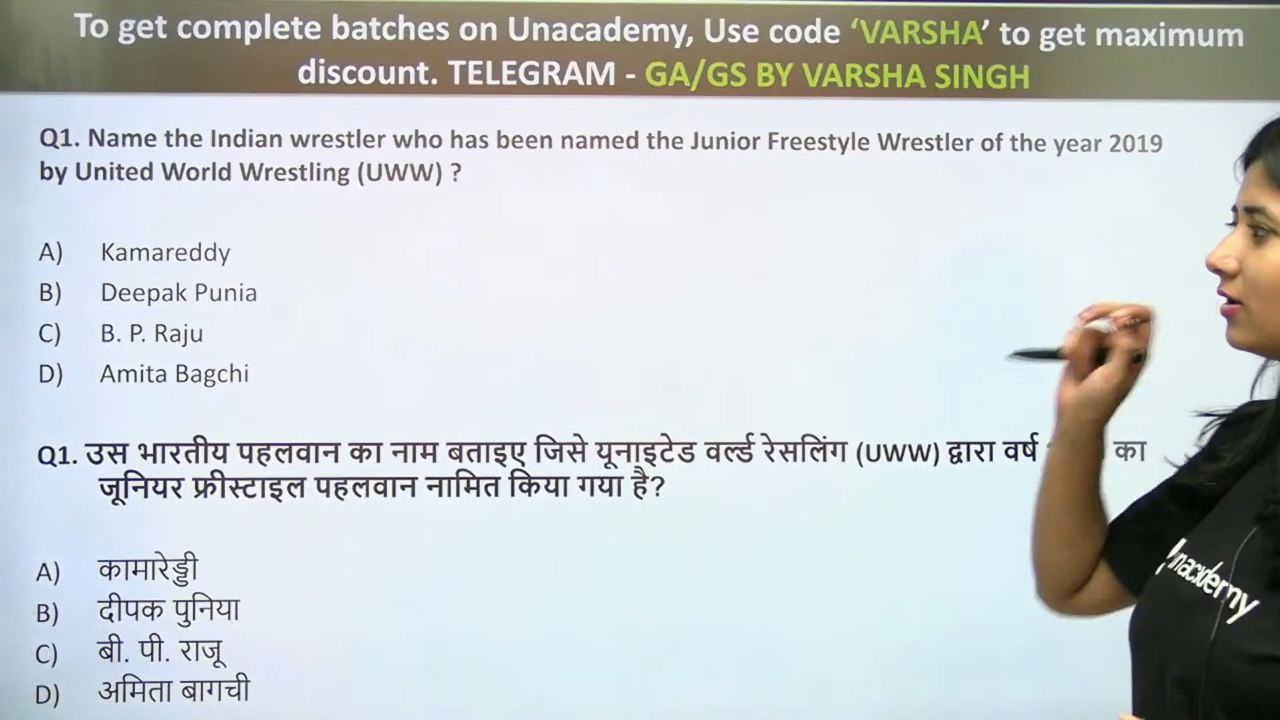 To get complete batches on Unacademy, Use code ‘VARSHA’ to get maximum
discount. TELEGRAM - GA/GS BY VARSHA SINGH
Q1. Name the Indian wrestler who has been named the Junior Freestyle Wrestler of the year 2019
by United World Wrestling (UWW) ?
A) Kamareddy
B) Deepak Punia
C) B. P. Raju
D) Amita Bagchi
Q1. उस भारतीय पहलवान का नाम बताइए जिसे यूनाइटेड वर्ल्ड रेसलिंग (UWW) द्वारा वर्ष का
जूनियर फ्रीस्टाइल पहलवान नामित किया गया है?
A) कामारेड्डी
B) दीपक पुनिया
C) बी. पी. राजू
D) अमिता बागची
unacademy